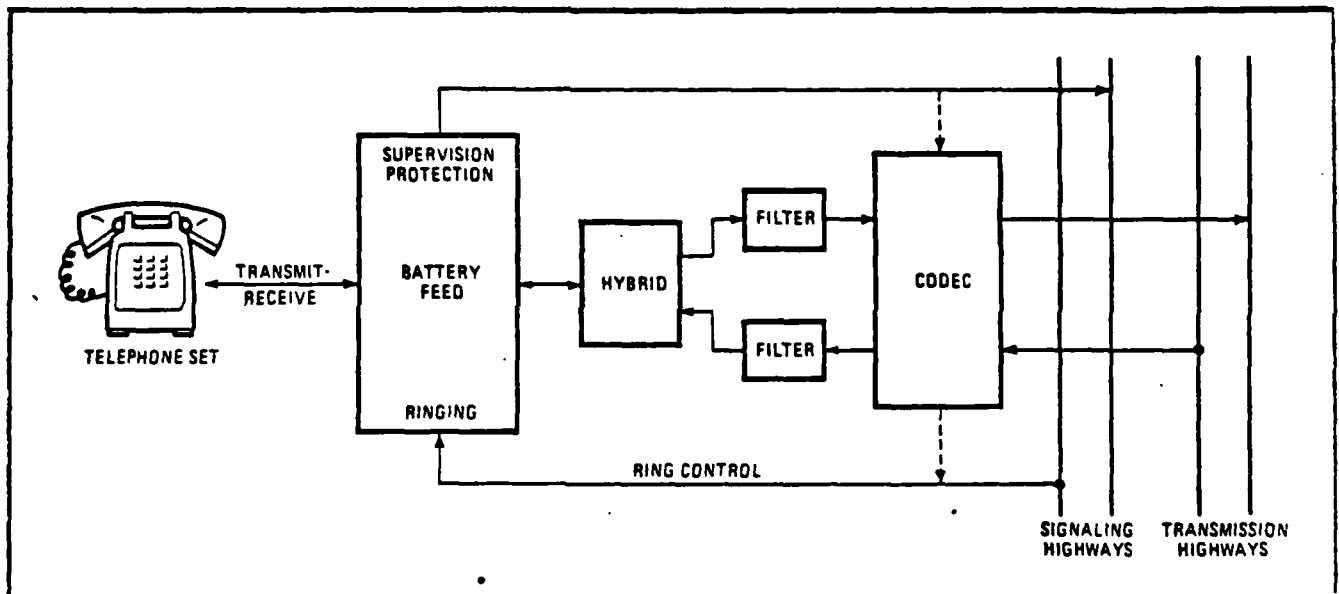 SUPERVISION
PROTECTION
FILTER
TRANSMIT-
RECEIVE
BATTERY
FEED
HYBRID
CODEC
FILTER
TELEPHONE SET
RINGING
RING CONTROL
SIGNALING
HIGHWAYS
TRANSMISSION
HIGHWAYS